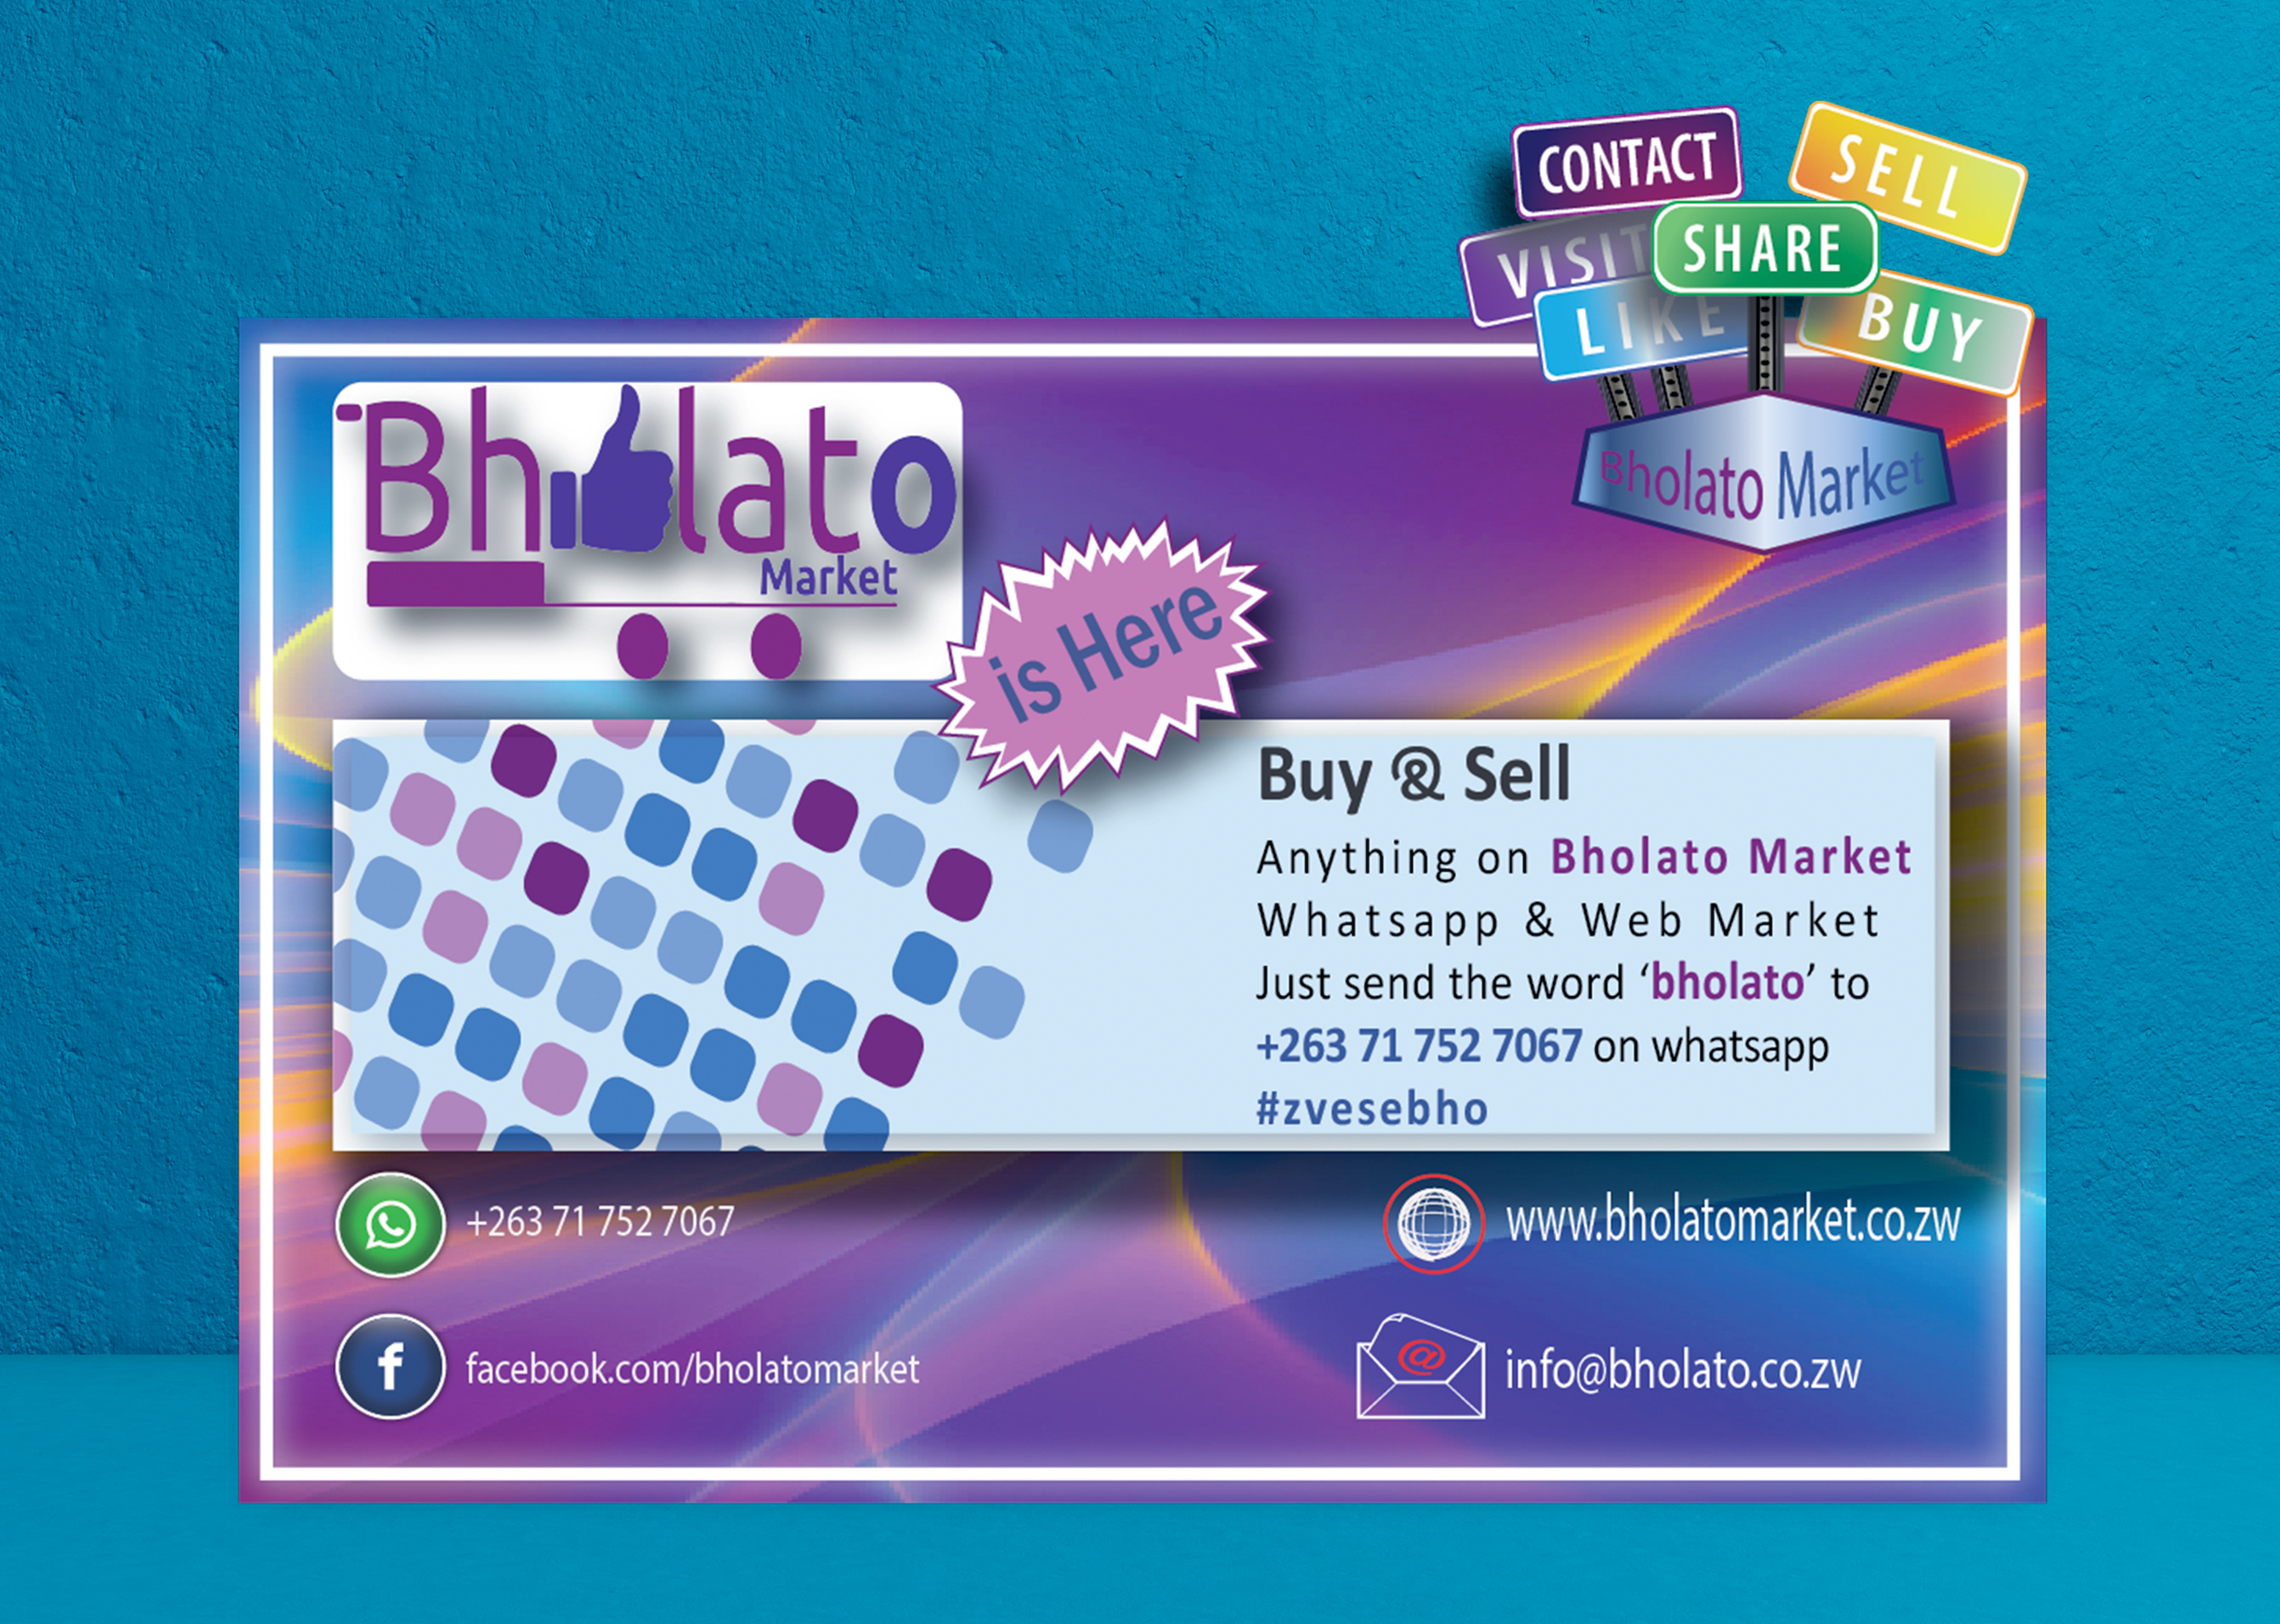 CONTACT
SELL
VISIT
SHARE
LIKE
BUY
Bholato Market
Bholato
Market
is Here
Buy & Sell
Anything on Bholato Market
Whatsapp & Web Market
Just send the word ‘bholato’ to
+263 71 752 7067 on whatsapp
#zvesebho
+263 71 752 7067
www.bholatomarket.co.zw
facebook.com/bholatomarket
info@bholato.co.zw